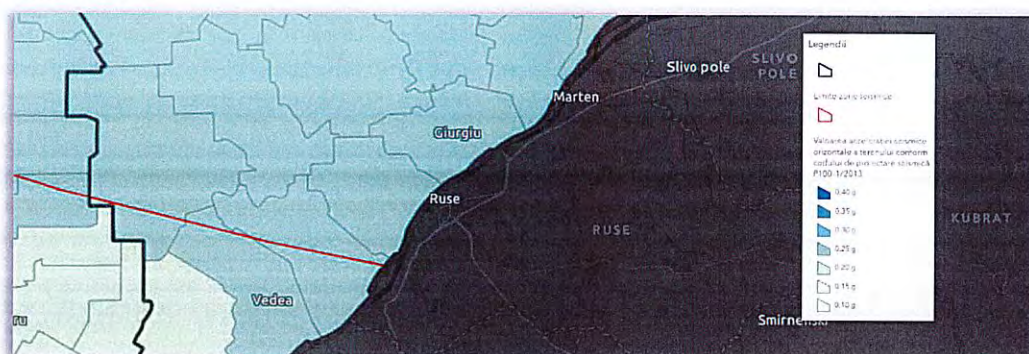 Slivo pole
SLIVO
POLE
Marten
Giurgiu
Ruse
RUSE
KUBRAT
Vedea
ru
Smirnenski
Legendă
Limite zone seismice
Valoarea accelerației seismice
orizontale a terenului conform
codului de proiectare seismică
P100-1/2013
0,40 g
0,35 g
0,30 g
0,25 g
0,20 g
0,15 g
0,10 g